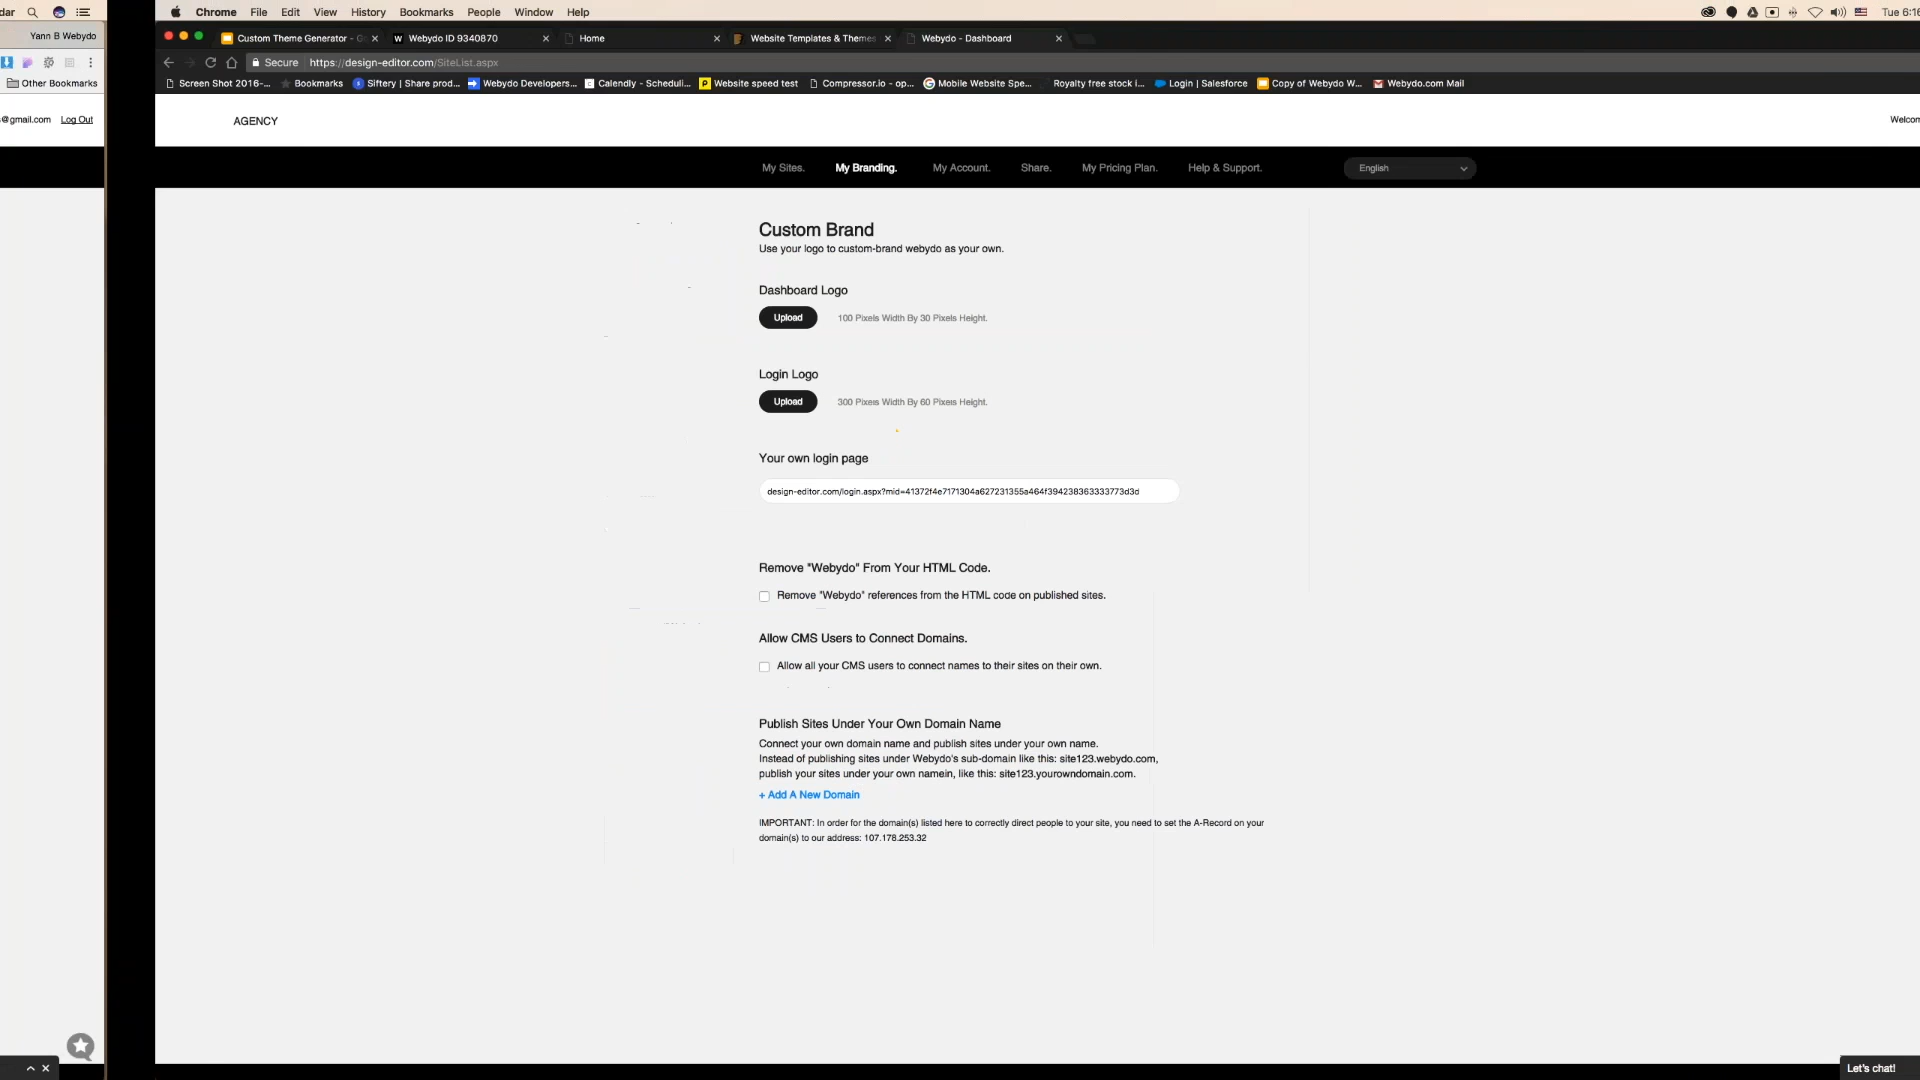 dar
Chrome File Edit View History Bookmarks People Window Help
Tue 6:16
Yann B Webydo
Custom Theme Generator - G
Webydo ID 9340870
Home
Website Templates & Themes
Webydo - Dashboard
Secure https://design-editor.com/SiteList.aspx
Other Bookmarks
Screen Shot 2016-... Bookmarks Siftery | Share prod... Webydo Developers... Calendly - Scheduli... Website speed test Compressor.io - op... Mobile Website Spe... Royalty free stock i... Login | Salesforce Copy of Webydo W... Webydo.com Mail
@gmail.com Log Out
AGENCY
Welcom
My Sites. My Branding. My Account. Share. My Pricing Plan. Help & Support. English
Custom Brand
Use your logo to custom-brand webydo as your own.
Dashboard Logo
Upload 100 Pixels Width By 30 Pixels Height.
Login Logo
Upload 300 Pixels Width By 60 Pixels Height.
Your own login page
design-editor.com/login.aspx?mid=41372f4e7171304a627231355a464f394238363333773d3d
Remove "Webydo" From Your HTML Code.
Remove "Webydo" references from the HTML code on published sites.
Allow CMS Users to Connect Domains.
Allow all your CMS users to connect names to their sites on their own.
Publish Sites Under Your Own Domain Name
Connect your own domain name and publish sites under your own name.
Instead of publishing sites under Webydo's sub-domain like this: site123.webydo.com,
publish your sites under your own namein, like this: site123.yourowndomain.com.
+ Add A New Domain
IMPORTANT: In order for the domain(s) listed here to correctly direct people to your site, you need to set the A-Record on your
domain(s) to our address: 107.178.253.32
Let's chat!